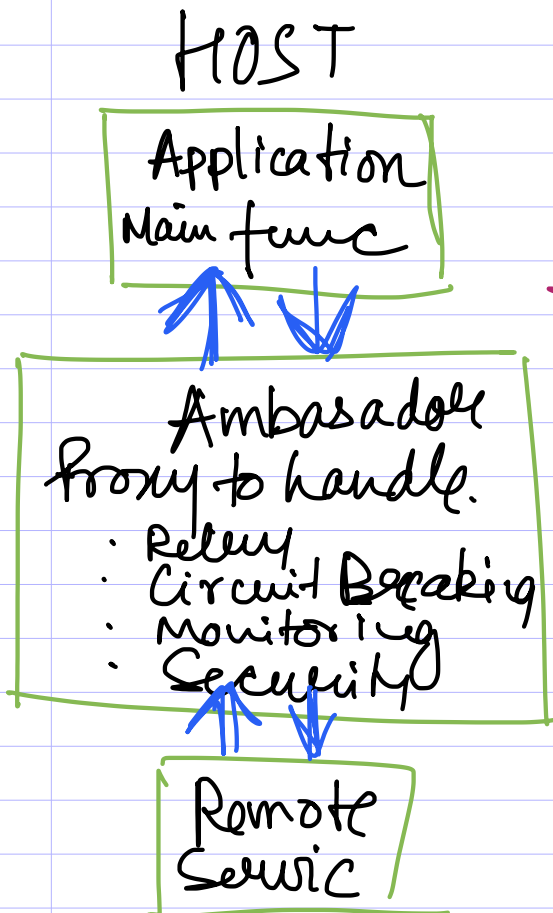 HOST
Application
Main func
Ambasador
Proxy to handle.
· Retry
· Circuit Breaking
· Monitoring
· Security
Remote
Servic